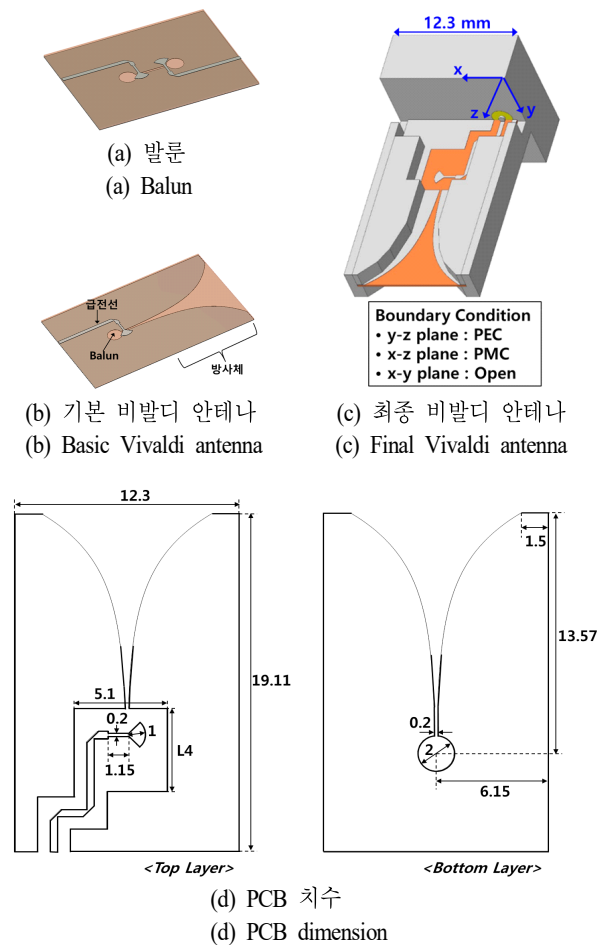 (a) 발룬
(a) Balun
급전선
Balun
방사체
(b) 기본 비발디 안테나
(b) Basic Vivaldi antenna
12.3 mm
x
z
y
Boundary Condition
• y-z plane : PEC
• x-z plane : PMC
• x-y plane : Open
(c) 최종 비발디 안테나
(c) Final Vivaldi antenna
12.3
19.11
5.1
0.2
1
1.15
L4
<Top Layer>
1.5
13.57
0.2
2
6.15
<Bottom Layer>
(d) PCB 치수
(d) PCB dimension